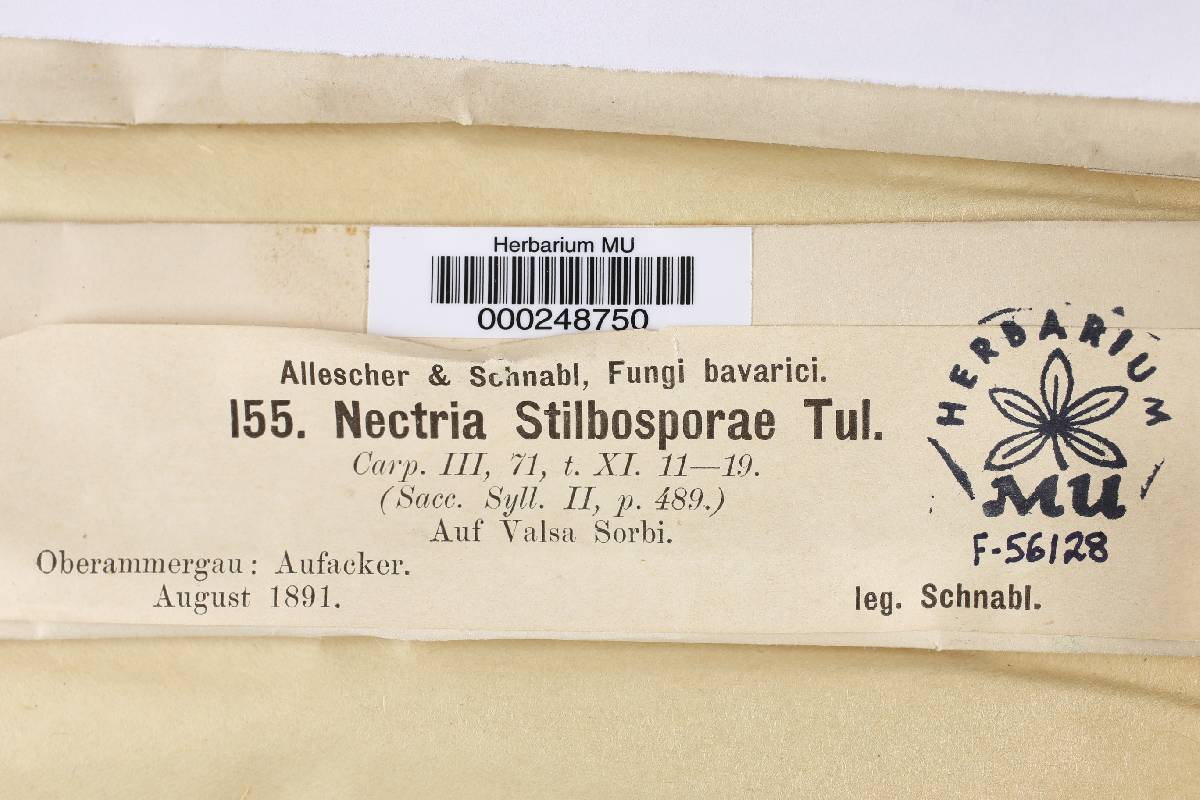 Herbarium MU
000248750
Allescher & Schnabl, Fungi bavarici.
155. Nectria Stilbosporae Tul.
Carp. III, 71, t. XI. 11—19.
(Sacc. Syll. II, p. 489.)
Auf Valsa Sorbi.
Oberammergau: Aufacker.
August 1891.
leg. Schnabl.
HERBARIUM
MU
F-56128